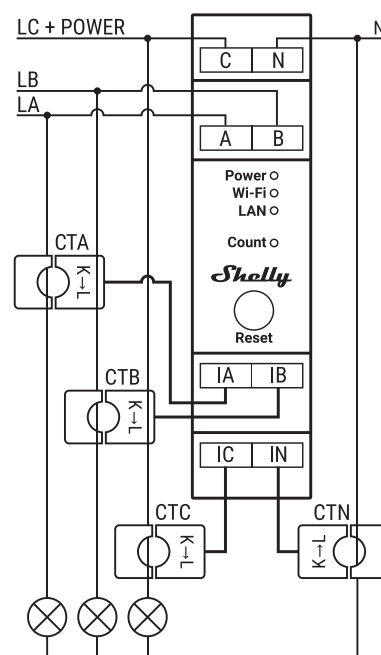 LC + POWER
N
C N
LB
LA
A B
Power
Wi-Fi
LAN
Count
CTA
K→L
Shelly
Reset
IA IB
CTB
K→L
IC IN
CTC
K→L
CTN
K→L